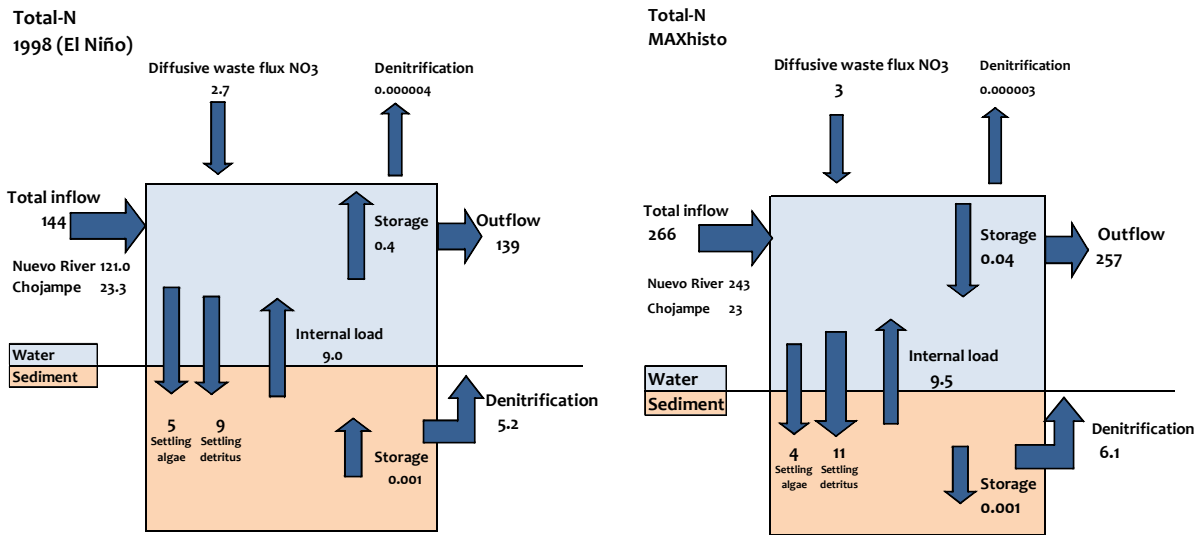 Total-N
1998 (El Niño)
Diffusive waste flux NO3
2.7
Denitrification
0.000004
Total inflow
144
Nuevo River 121.0
Chojampe 23.3
Storage
0.4
Outflow
139
Internal load
9.0
Water
Sediment
5
Settling
algae
9
Settling
detritus
Storage
0.001
Denitrification
5.2
Total-N
MAXhisto
Diffusive waste flux NO3
3
Denitrification
0.000003
Total inflow
266
Nuevo River 243
Chojampe 23
Storage
0.04
Outflow
257
Internal load
9.5
Water
Sediment
4
Settling
algae
11
Settling
detritus
Storage
0.001
Denitrification
6.1